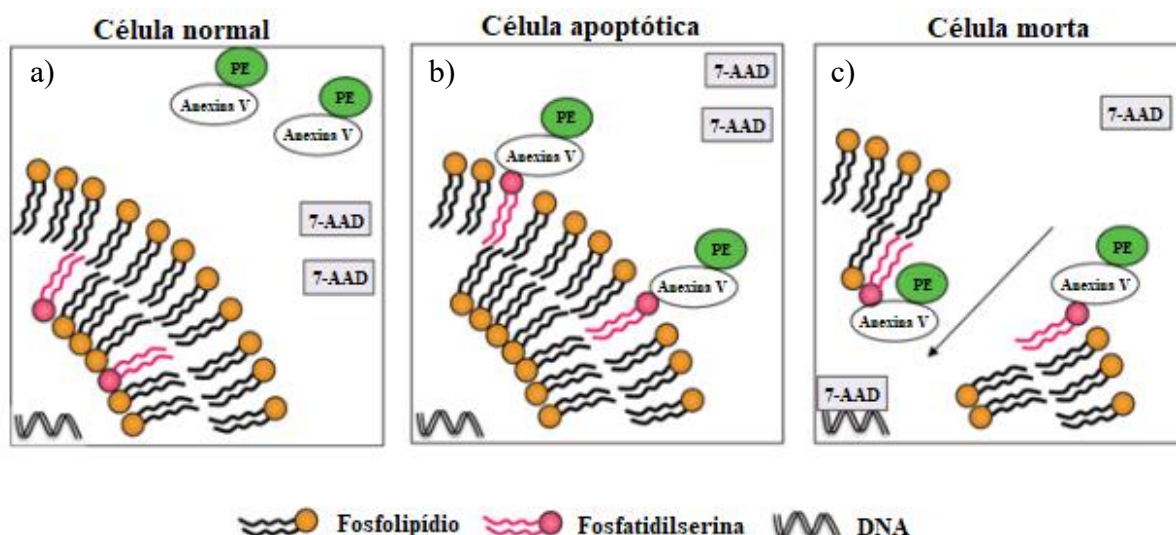 Célula normal
Célula apoptótica
Célula morta
a)
PE
Anexina V
PE
Anexina V
7-AAD
7-AAD
b)
7-AAD
7-AAD
PE
Anexina V
PE
Anexina V
c)
7-AAD
PE
Anexina V
PE
Anexina V
7-AAD
Fosfolipídio
Fosfatidilserina
DNA